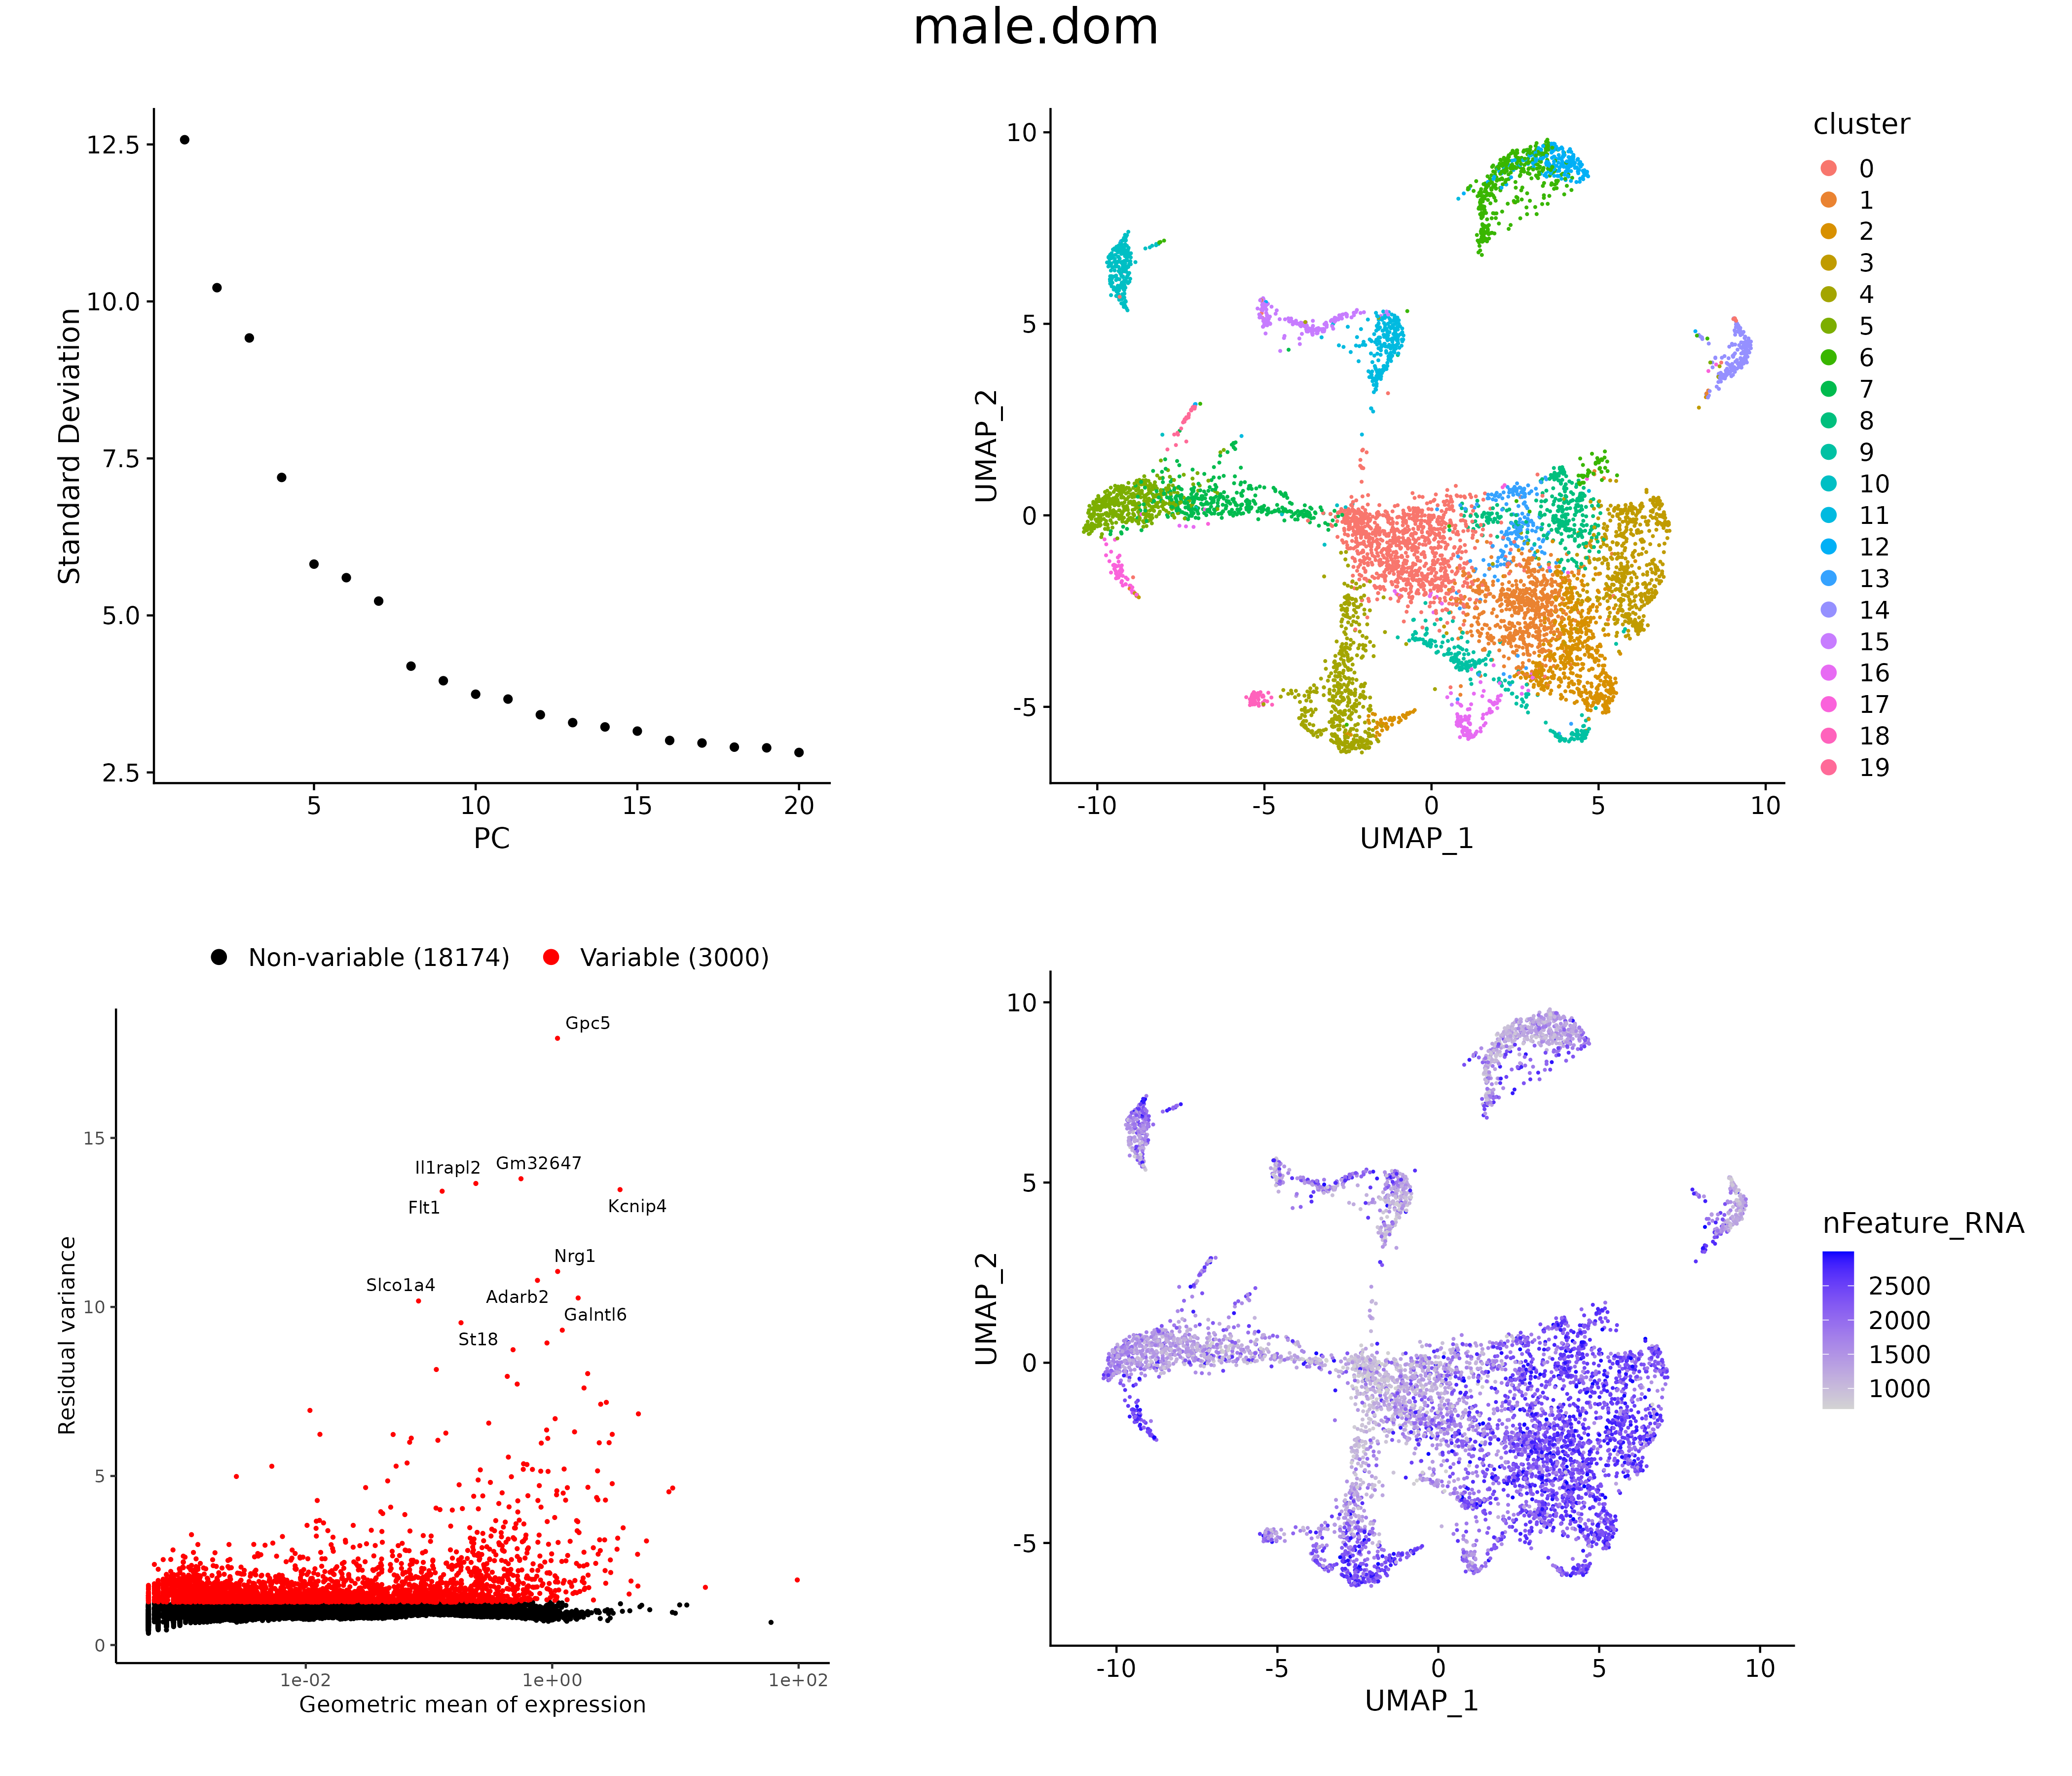 male.dom
12.5
10.0
7.5
5.0
2.5
Standard Deviation
5
10
15
20
PC
10
5
0
-5
UMAP_2
-10
-5
0
5
10
UMAP_1
cluster
0
1
2
3
4
5
6
7
8
9
10
11
12
13
14
15
16
17
18
19
Non-variable (18174)
Variable (3000)
Gpc5
Il1rapl2
Gm32647
Flt1
Kcnip4
Nrg1
Slco1a4
Adarb2
Galntl6
St18
15
10
5
0
Residual variance
1e-02
1e+00
1e+02
Geometric mean of expression
10
5
0
-5
UMAP_2
-10
-5
0
5
10
UMAP_1
nFeature_RNA
2500
2000
1500
1000